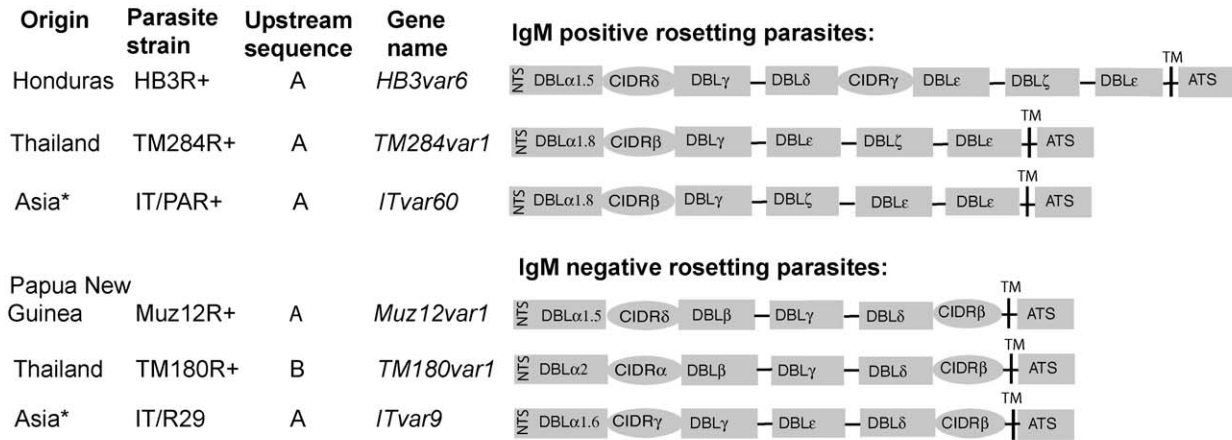 Origin Parasite strain Upstream sequence Gene name
IgM positive rosetting parasites:
Honduras HB3R+ A HB3var6 NTS DBLα1.5 CIDRδ DBLγ DBLδ CIDRγ DBLε DBLζ DBLε TM ATS
Thailand TM284R+ A TM284var1 NTS DBLα1.8 CIDRβ DBLγ DBLε DBLζ DBLε TM ATS
Asia* IT/PAR+ A ITvar60 NTS DBLα1.8 CIDRβ DBLγ DBLζ DBLε DBLε TM ATS
IgM negative rosetting parasites:
Papua New Guinea Muz12R+ A Muz12var1 NTS DBLα1.5 CIDRδ DBLβ DBLγ DBLδ CIDRβ TM ATS
Thailand TM180R+ B TM180var1 NTS DBLα2 CIDRα DBLβ DBLγ DBLδ CIDRβ TM ATS
Asia* IT/R29 A ITvar9 NTS DBLα1.6 CIDRγ DBLγ DBLε DBLδ CIDRβ TM ATS